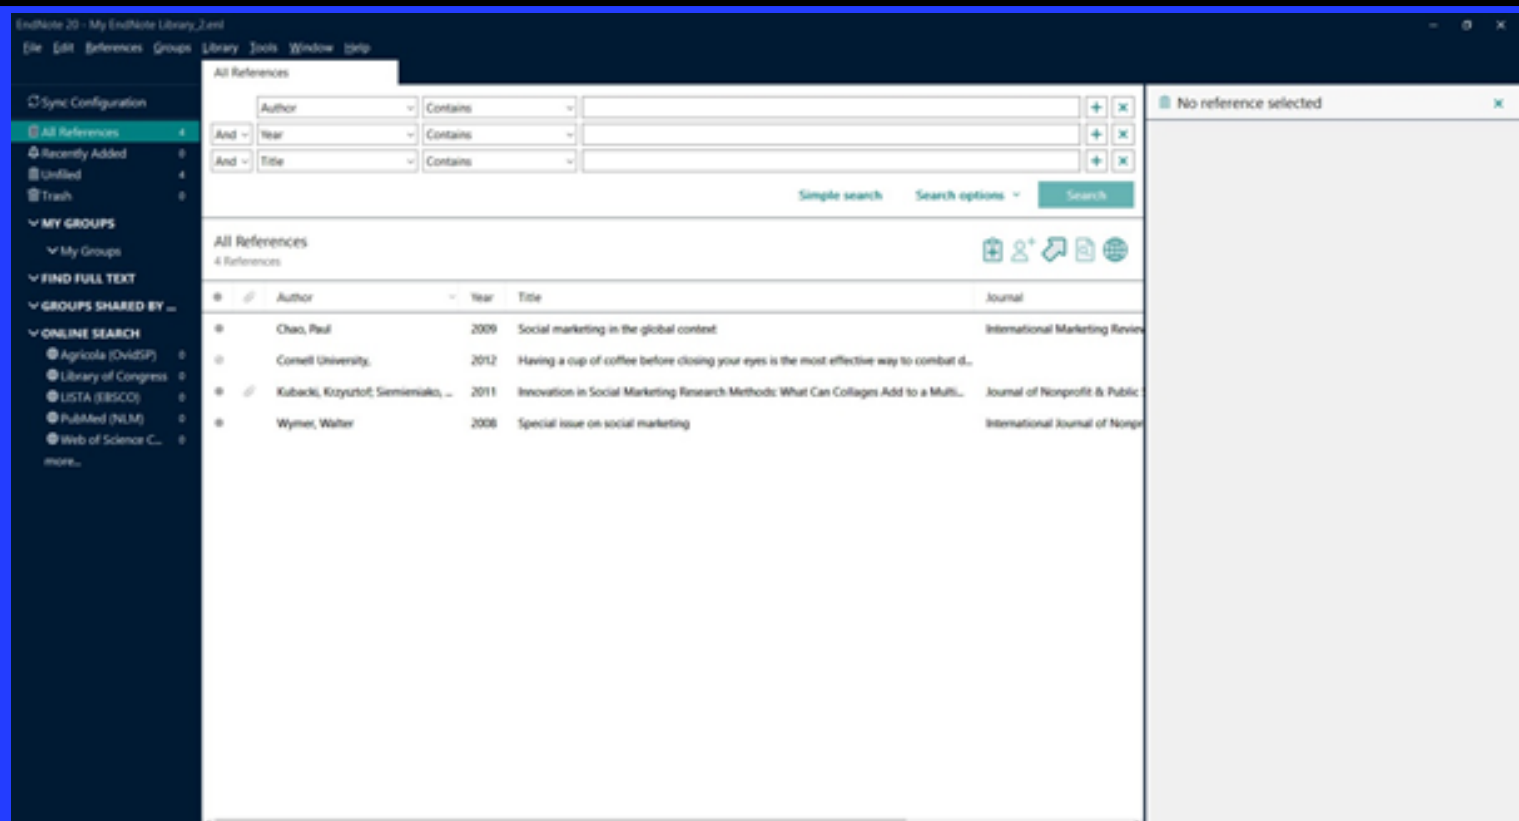 EndNote 20 - My EndNote Library_2.enl
File Edit References Groups Library Tools Window Help
All References
Sync Configuration
All References 4
Recently Added 0
Unfiled 4
Trash 0
MY GROUPS
My Groups
FIND FULL TEXT
GROUPS SHARED BY ...
ONLINE SEARCH
Agricola (OvidSP) 0
Library of Congress 0
LISTA (EBSCO) 0
PubMed (NLM) 0
Web of Science C... 0
more...
Author Contains
And Year Contains
And Title Contains
Simple search Search options Search
All References
4 References
Author Year Title Journal
Chao, Paul 2009 Social marketing in the global context International Marketing Review
Cornell University, 2012 Having a cup of coffee before closing your eyes is the most effective way to combat d...
Kubacki, Krzysztof; Siemieniako, ... 2011 Innovation in Social Marketing Research Methods: What Can Collages Add to a Multi... Journal of Nonprofit & Public
Wymer, Walter 2008 Special issue on social marketing International Journal of Nonpr
No reference selected